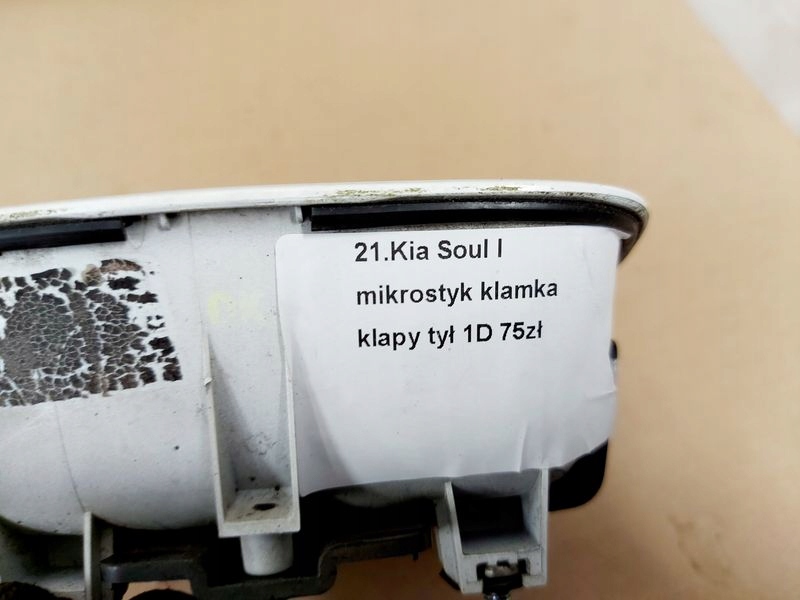 21.Kia Soul I
mikrostyk klamka
klapy tył 1D 75zł